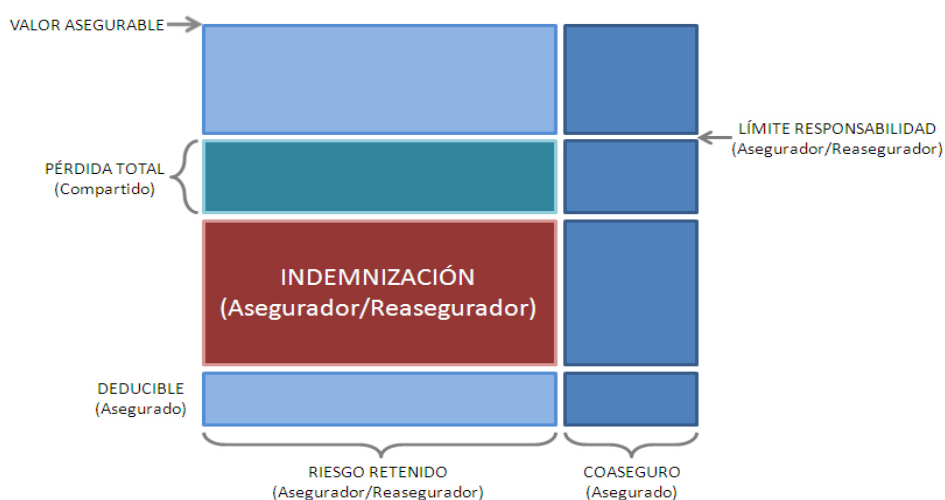 VALOR ASEGURABLE
LÍMITE RESPONSABILIDAD
(Asegurador/Reasegurador)
PÉRDIDA TOTAL
(Compartido)
INDEMNIZACIÓN
(Asegurador/Reasegurador)
DEDUCIBLE
(Asegurado)
RIESGO RETENIDO
(Asegurador/Reasegurador)
COASEGURO
(Asegurado)